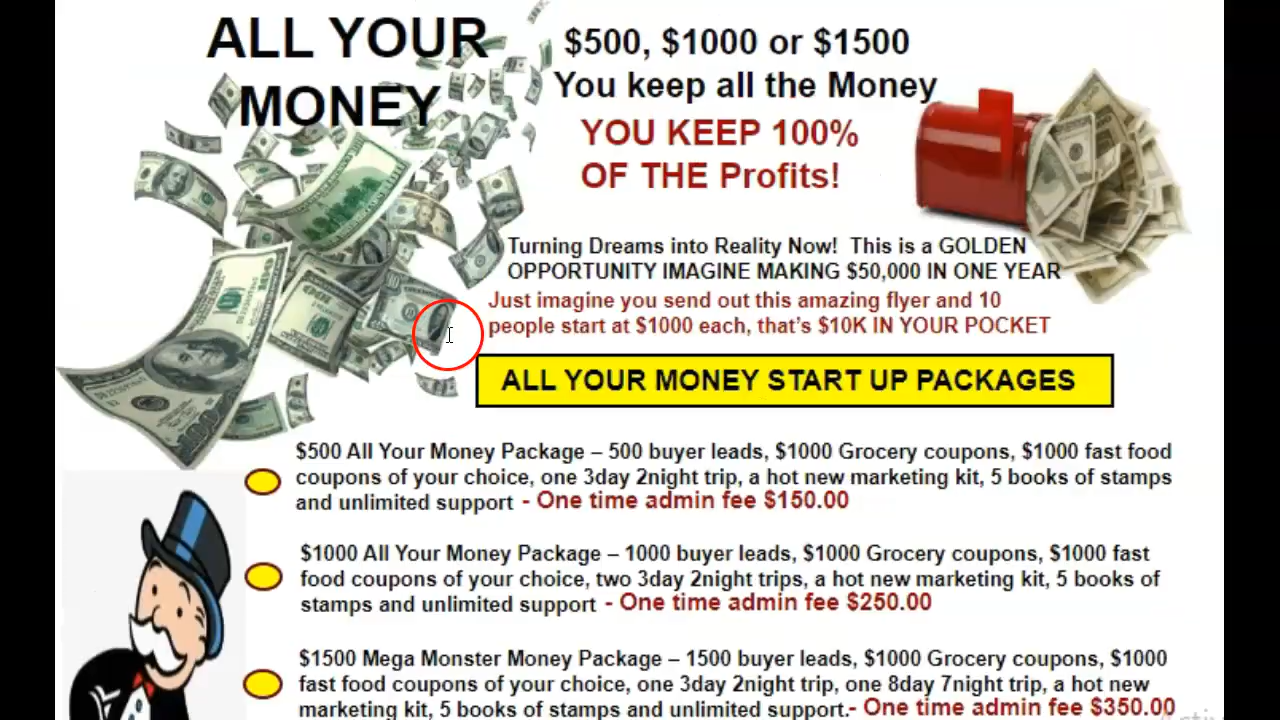 ALL YOUR
MONEY
$500, $1000 or $1500
You keep all the Money
YOU KEEP 100%
OF THE Profits!
Turning Dreams into Reality Now! This is a GOLDEN
OPPORTUNITY IMAGINE MAKING $50,000 IN ONE YEAR
Just imagine you send out this amazing flyer and 10
people start at $1000 each, that's $10K IN YOUR POCKET
ALL YOUR MONEY START UP PACKAGES
$500 All Your Money Package – 500 buyer leads, $1000 Grocery coupons, $1000 fast food
coupons of your choice, one 3day 2night trip, a hot new marketing kit, 5 books of stamps
and unlimited support - One time admin fee $150.00
$1000 All Your Money Package – 1000 buyer leads, $1000 Grocery coupons, $1000 fast
food coupons of your choice, two 3day 2night trips, a hot new marketing kit, 5 books of
stamps and unlimited support - One time admin fee $250.00
$1500 Mega Monster Money Package – 1500 buyer leads, $1000 Grocery coupons, $1000
fast food coupons of your choice, one 3day 2night trip, one 8day 7night trip, a hot new
marketing kit, 5 books of stamps and unlimited support.- One time admin fee $350.00